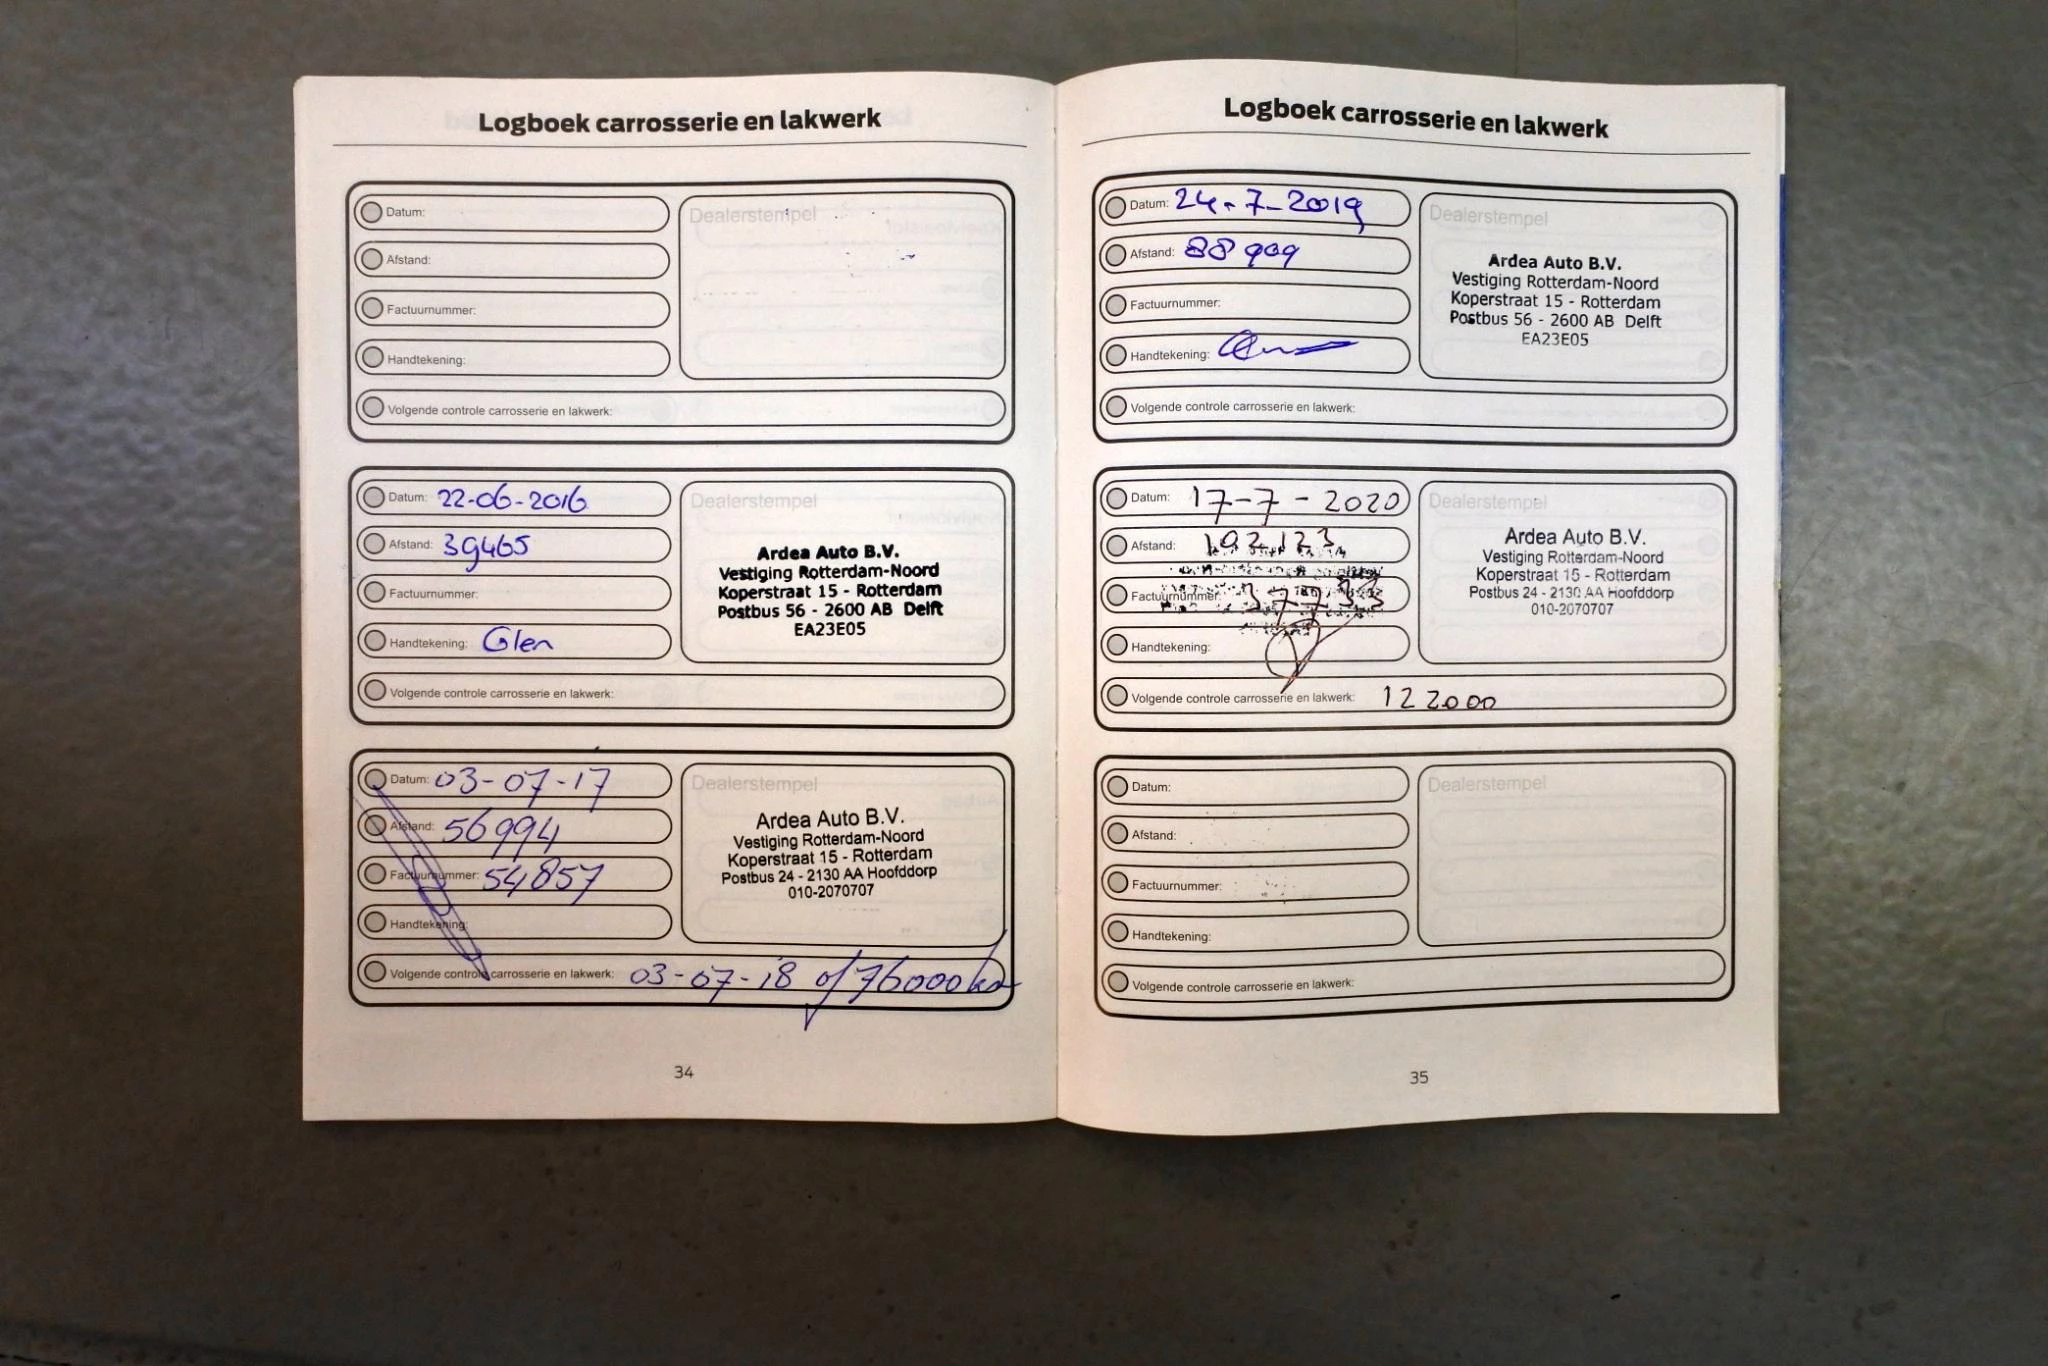 Logboek carrosserie en lakwerk
Datum:
Dealerstempel
Afstand:
Factuurnummer:
Handtekening:
Volgende controle carrosserie en lakwerk:
Datum: 22-06-2016
Afstand: 39465
Factuurnummer:
Handtekening: Glen
Dealerstempel
Ardea Auto B.V.
Vestiging Rotterdam-Noord
Koperstraat 15 - Rotterdam
Postbus 56 - 2600 AB Delft
EA23E05
Volgende controle carrosserie en lakwerk:
Datum: 03-07-17
Afstand: 56994
Factuurnummer: 54857
Handtekening:
Dealerstempel
Ardea Auto B.V.
Vestiging Rotterdam-Noord
Koperstraat 15 - Rotterdam
Postbus 24 - 2130 AA Hoofddorp
010-2070707
Volgende controle carrosserie en lakwerk: 03-07-18 of 76000 km
34
Logboek carrosserie en lakwerk
Datum: 24-7-2019
Afstand: 88909
Factuurnummer:
Handtekening:
Dealerstempel
Ardea Auto B.V.
Vestiging Rotterdam-Noord
Koperstraat 15 - Rotterdam
Postbus 56 - 2600 AB Delft
EA23E05
Volgende controle carrosserie en lakwerk:
Datum: 17-7-2020
Afstand: 102123
Factuurnummer:
Handtekening:
Dealerstempel
Ardea Auto B.V.
Vestiging Rotterdam-Noord
Koperstraat 15 - Rotterdam
Postbus 24 - 2130 AA Hoofddorp
010-2070707
Volgende controle carrosserie en lakwerk: 122000
Datum:
Dealerstempel
Afstand:
Factuurnummer:
Handtekening:
Volgende controle carrosserie en lakwerk:
35